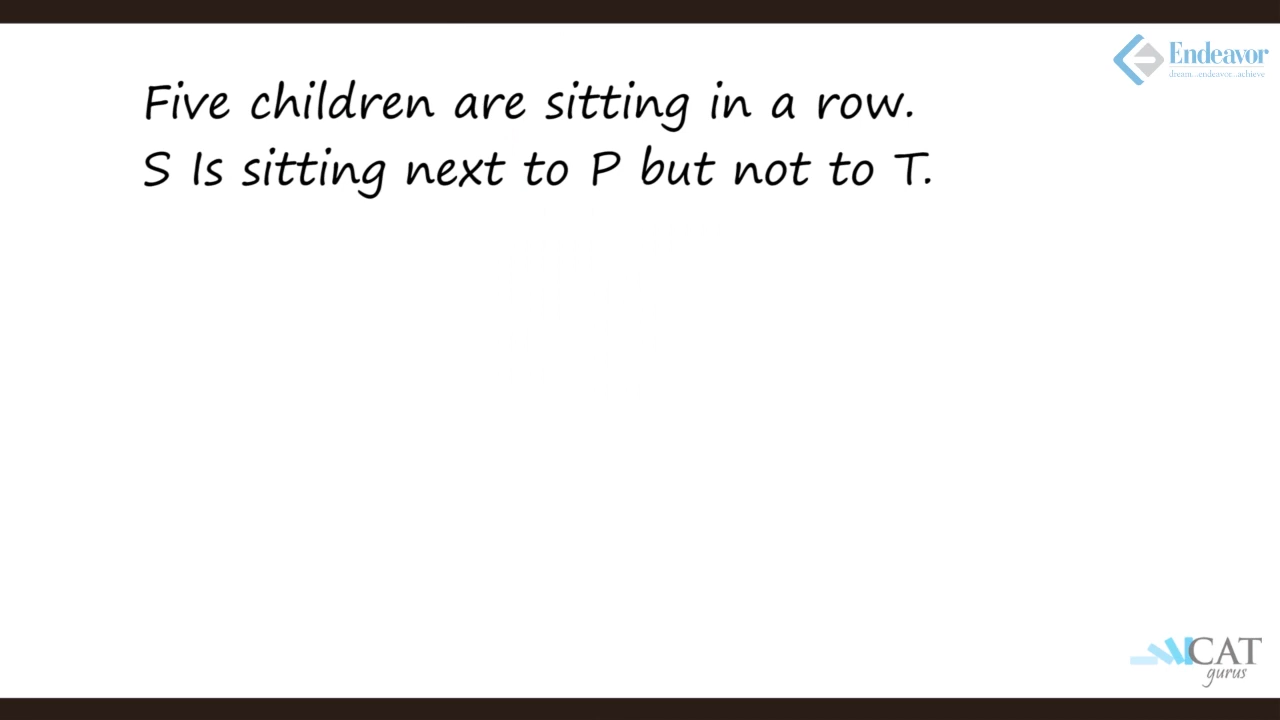 Endeavor
dream...endeavor...achieve
Five children are sitting in a row.
S Is sitting next to P but not to T.
CAT
gurus